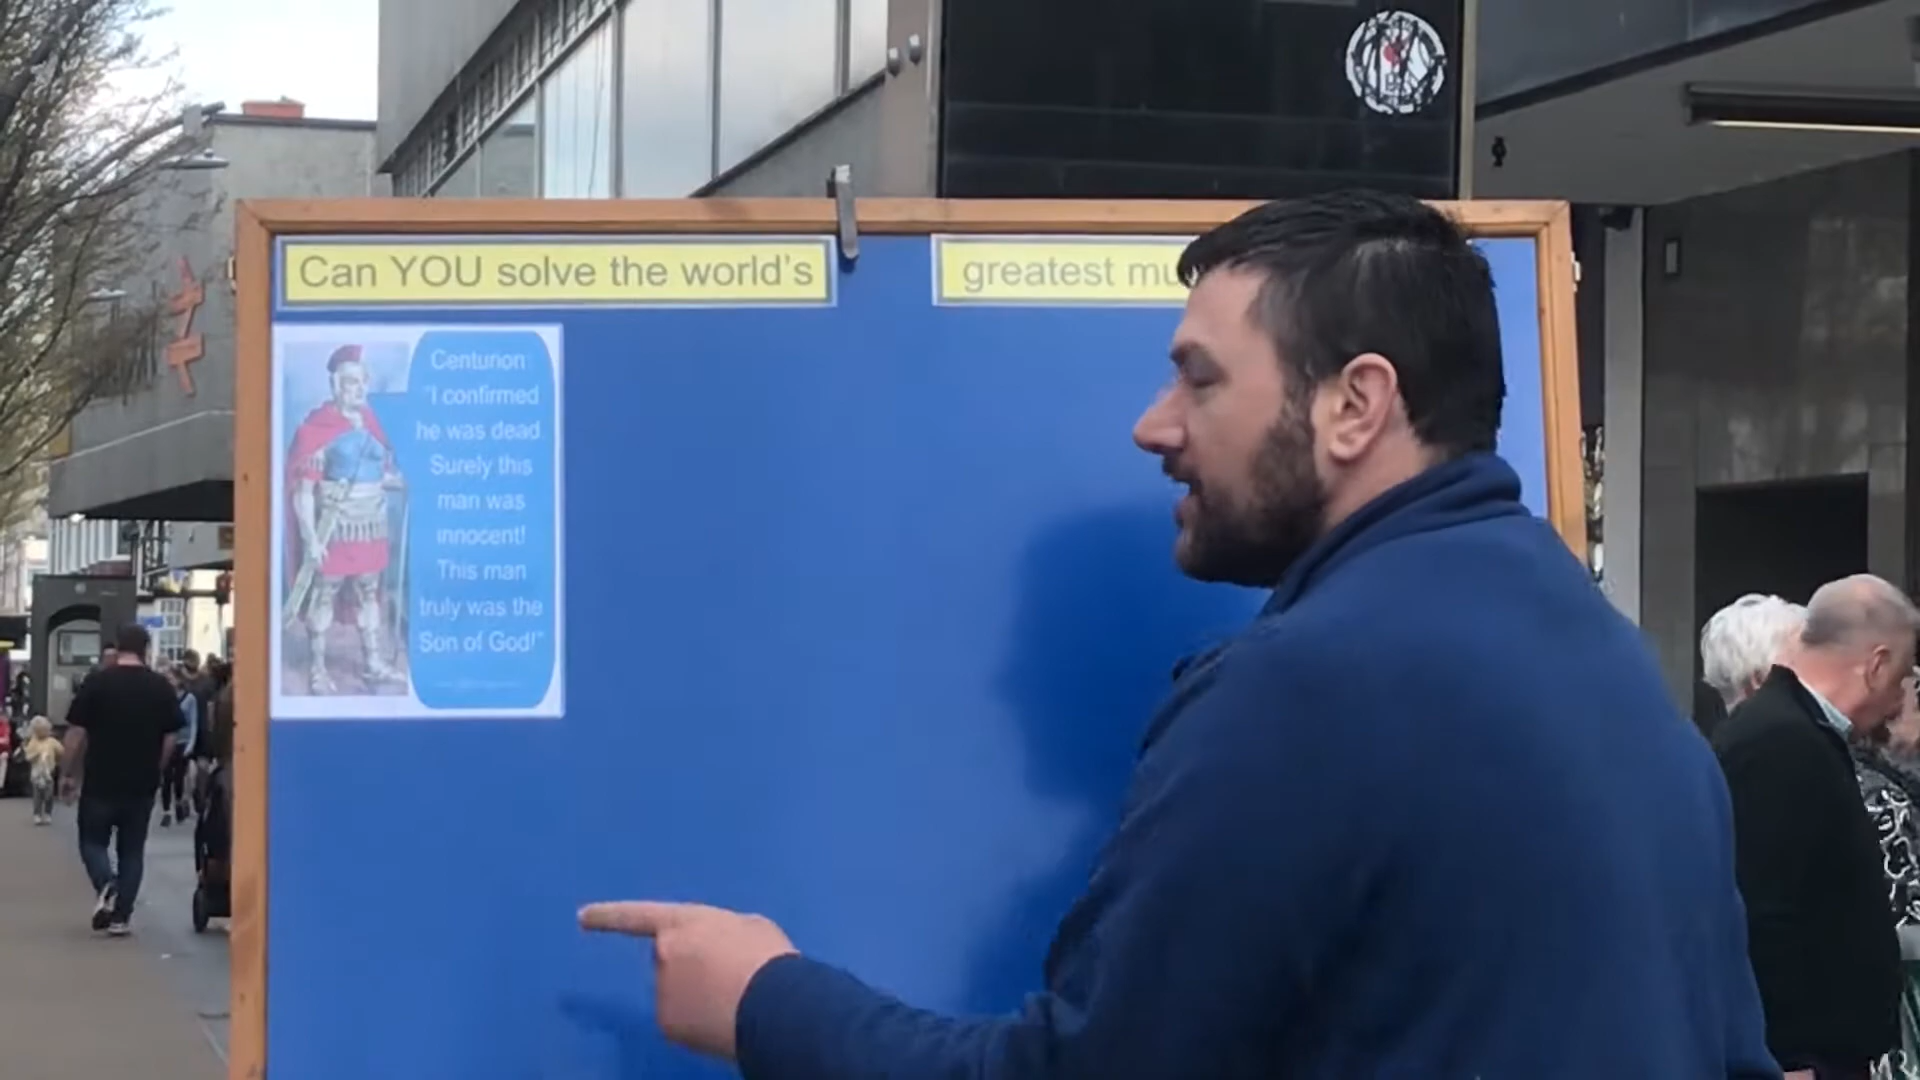 Can YOU solve the world's
greatest mu
Centurion:
"I confirmed
he was dead.
Surely this
man was
innocent!
This man
truly was the
Son of God!"